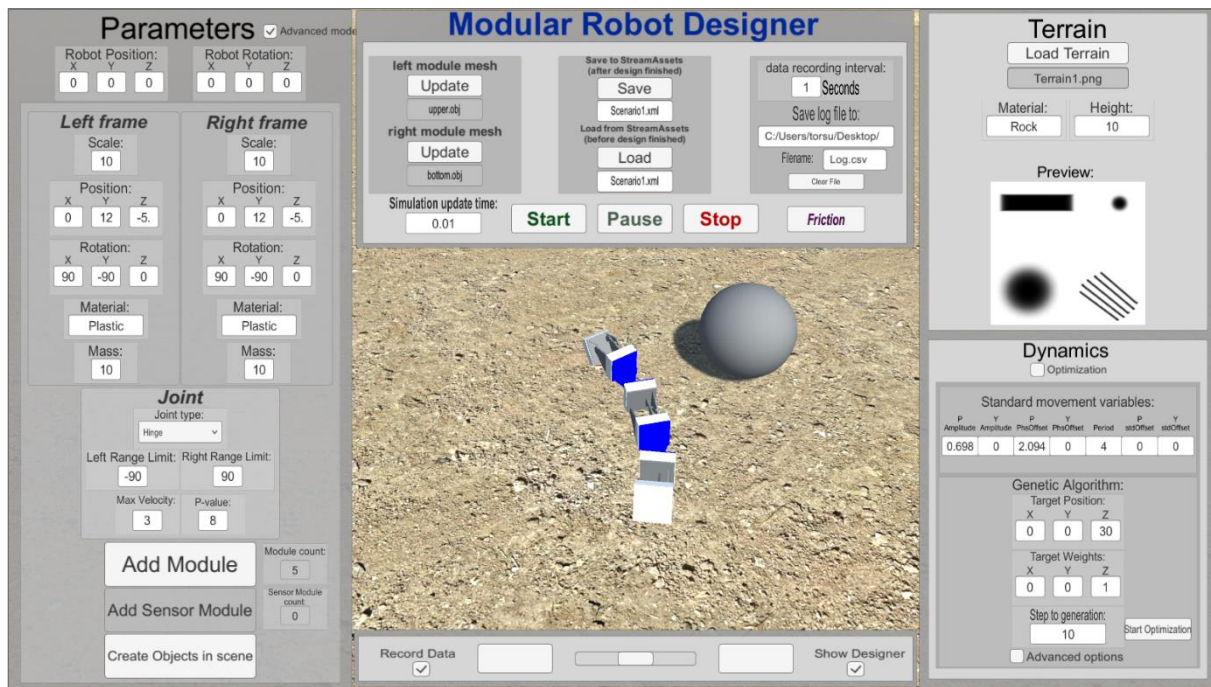 Parameters
Advanced mode
Robot Position:
X Y Z
0 0 0
Robot Rotation:
X Y Z
0 0 0
Left frame
Scale:
10
Position:
X Y Z
0 12 -5.
Rotation:
X Y Z
90 -90 0
Material:
Plastic
Mass:
10
Right frame
Scale:
10
Position:
X Y Z
0 12 -5.
Rotation:
X Y Z
90 -90 0
Material:
Plastic
Mass:
10
Joint
Joint type:
Hinge
Left Range Limit: Right Range Limit:
-90 90
Max Velocity: P-value:
3 8
Add Module
Module count:
5
Add Sensor Module
Sensor Module
count:
0
Create Objects in scene
Modular Robot Designer
left module mesh
Update
upper.obj
right module mesh
Update
bottom.obj
Save to StreamAssets
(after design finished)
Save
Scenario1.xml
Load from StreamAssets
(before design finished)
Load
Scenario1.xml
data recording interval:
1 Seconds
Save log file to:
C:/Users/torsu/Desktop/
Filename: Log.csv
Clear File
Simulation update time:
0.01
Start Pause Stop Friction
Record Data
Show Designer
Terrain
Load Terrain
Terrain1.png
Material: Height:
Rock 10
Preview:
Dynamics
Optimization
Standard movement variables:
P Y P Y P Y
Amplitude Amplitude PhsOffset PhsOffset Period stdOffset stdOffset
0.698 0 2.094 0 4 0 0
Genetic Algorithm:
Target Position:
X Y Z
0 0 30
Target Weights:
X Y Z
0 0 1
Step to generation:
10
Start Optimization
Advanced options